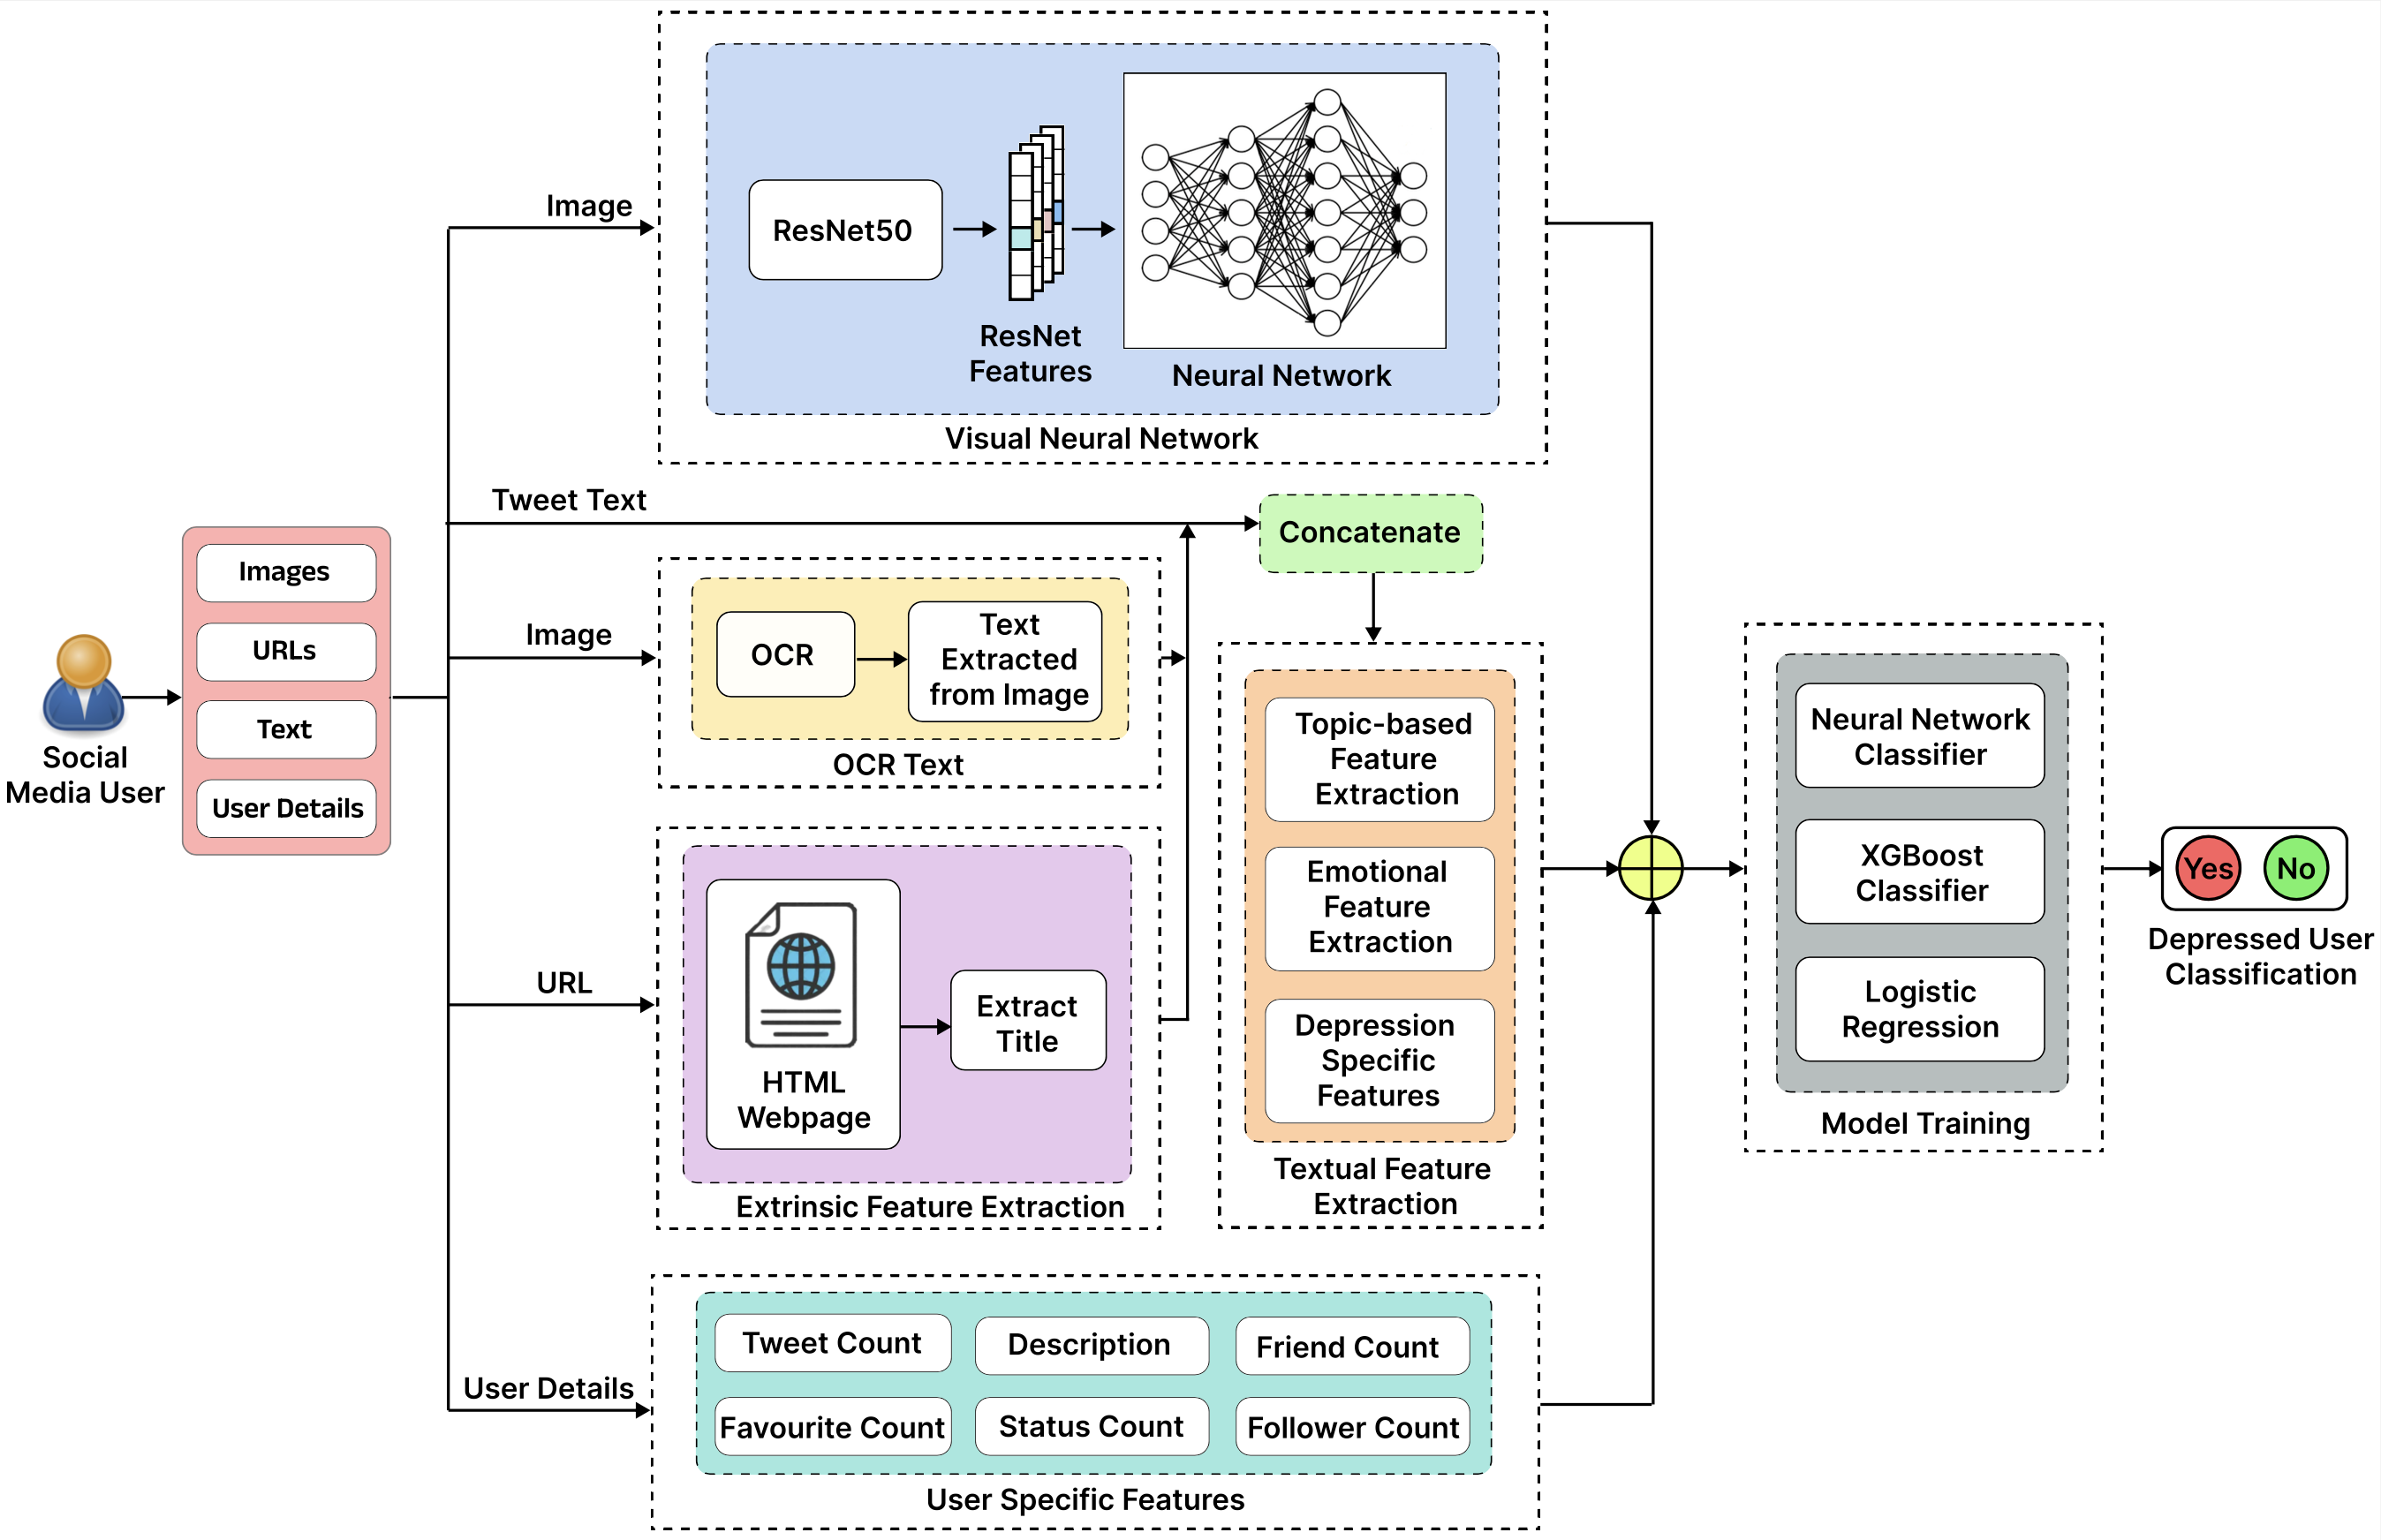 Social
Media User
Images
URLs
Text
User Details
Image
ResNet50
ResNet
Features
Neural Network
Visual Neural Network
Tweet Text
Concatenate
Image
OCR
Text
Extracted
from Image
OCR Text
URL
HTML
Webpage
Extract
Title
Extrinsic Feature Extraction
Topic-based
Feature
Extraction
Emotional
Feature
Extraction
Depression
Specific
Features
Textual Feature
Extraction
User Details
Tweet Count
Description
Friend Count
Favourite Count
Status Count
Follower Count
User Specific Features
Neural Network
Classifier
XGBoost
Classifier
Logistic
Regression
Model Training
Yes
No
Depressed User
Classification